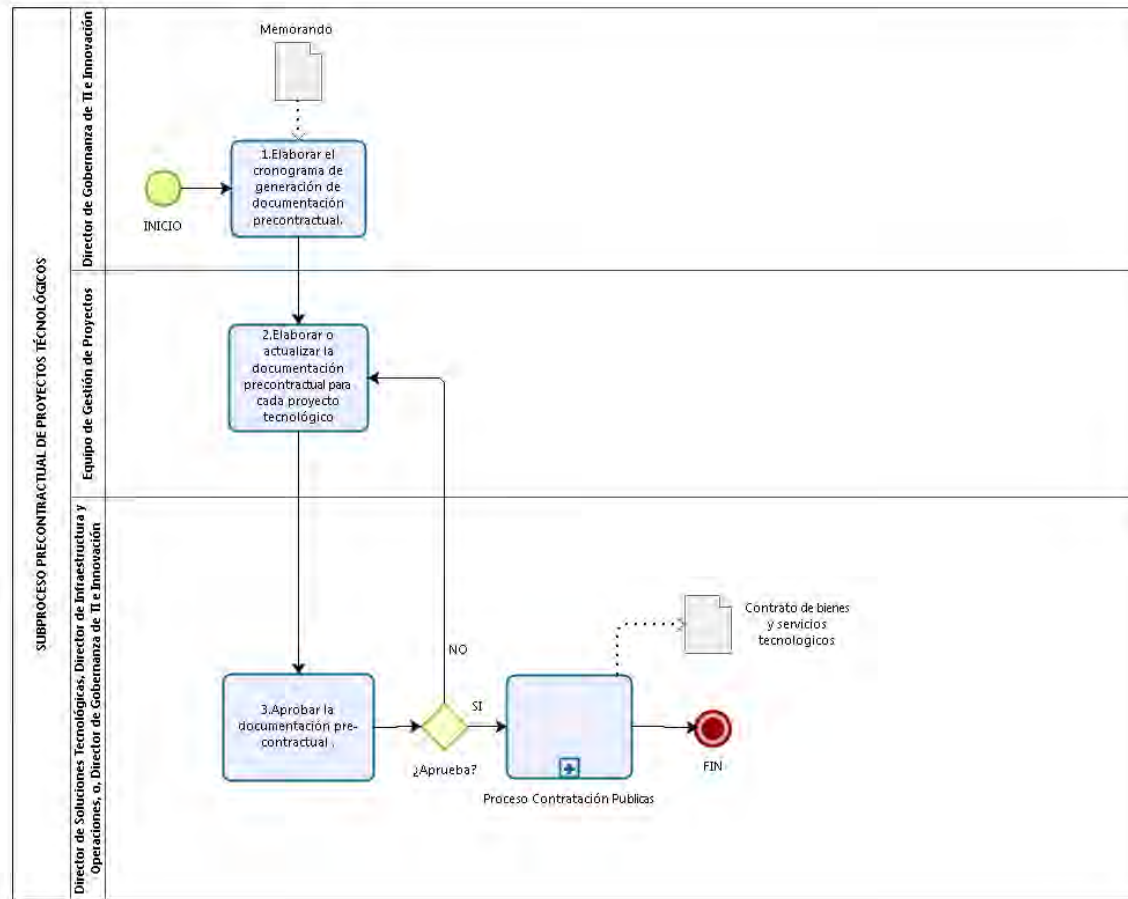 SUBPROCESO PRECONTRACTUAL DE PROYECTOS TÉCNOLÓGICOS
Director de Gobernanza de TI e Innovación
Memorando
1.Elaborar el
cronograma de
generación de
documentación
precontractual.
INICIO
Equipo de Gestión de Proyectos
2.Elaborar o
actualizar la
documentación
precontractual para
cada proyecto
tecnológico
Director de Soluciones Tecnológicas, Director de Infraestructura y
Operaciones, o, Director de Gobernanza de TI e Innovación
3.Aprobar la
documentación pre-
contractual .
NO
SI
¿Aprueba?
Proceso Contratación Publicas
Contrato de bienes
y servicios
tecnologicos
FIN